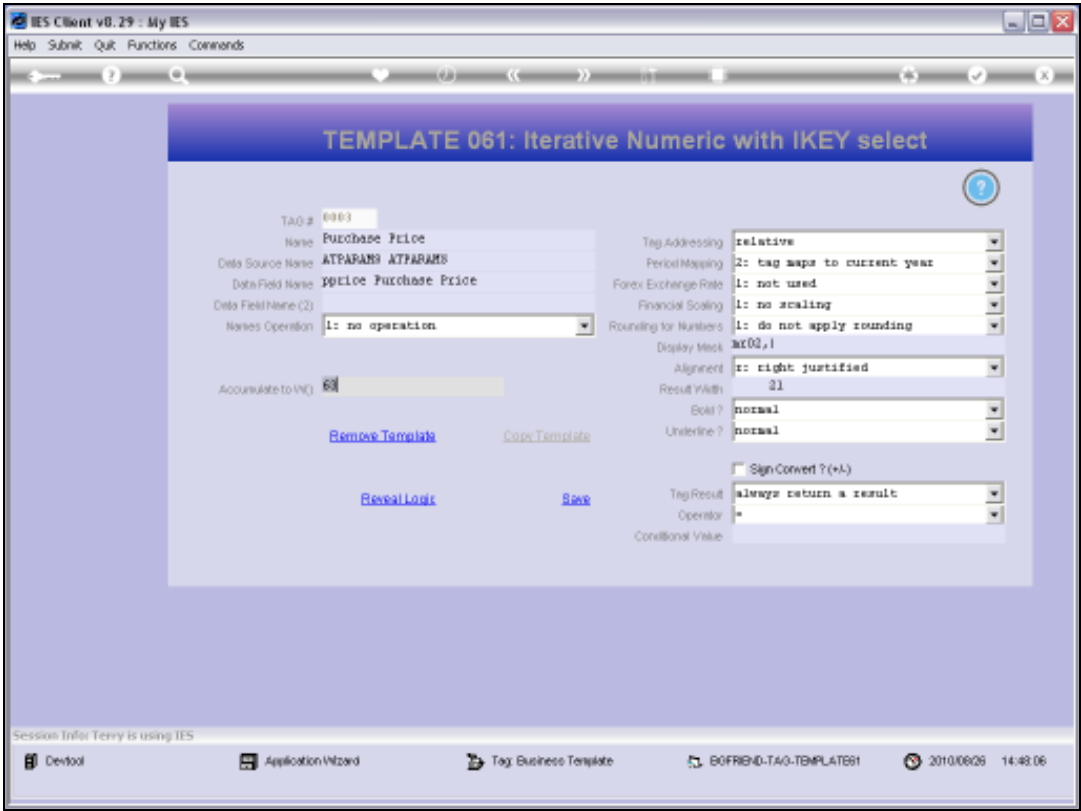 IES Client v8.29 : My IES
Help Submit Quit Functions Commands
TEMPLATE 061: Iterative Numeric with IKEY select
TAG # 0003
Name Purchase Price
Data Source Name ATPARAMS ATPARAMS
Data Field Name pprice Purchase Price
Data Field Name (2)
Names Operation 1: no operation
Accumulate to W() 60
Remove Template Copy Template
Reveal Logic Save
Tag Addressing relative
Period Mapping 2: tag maps to current year
Forex Exchange Rate 1: not used
Financial Scaling 1: no scaling
Rounding for Numbers 1: do not apply rounding
Display Mask
Alignment r: right justified
Result Width 21
Bold ? normal
Underline ? normal
Sign Convert ? (+/-)
Tag Result always return a result
Operator
Conditional Value
Session Info: Terry is using IES
Devtool Application Wizard Tag: Business Template BGFRIEND-TAG-TEMPLATE61 2010/08/26 14:48:06